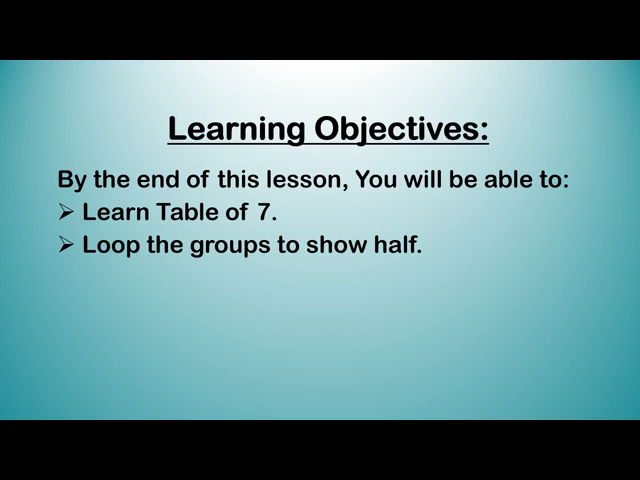 Learning Objectives:
By the end of this lesson, You will be able to:
➢ Learn Table of 7.
➢ Loop the groups to show half.